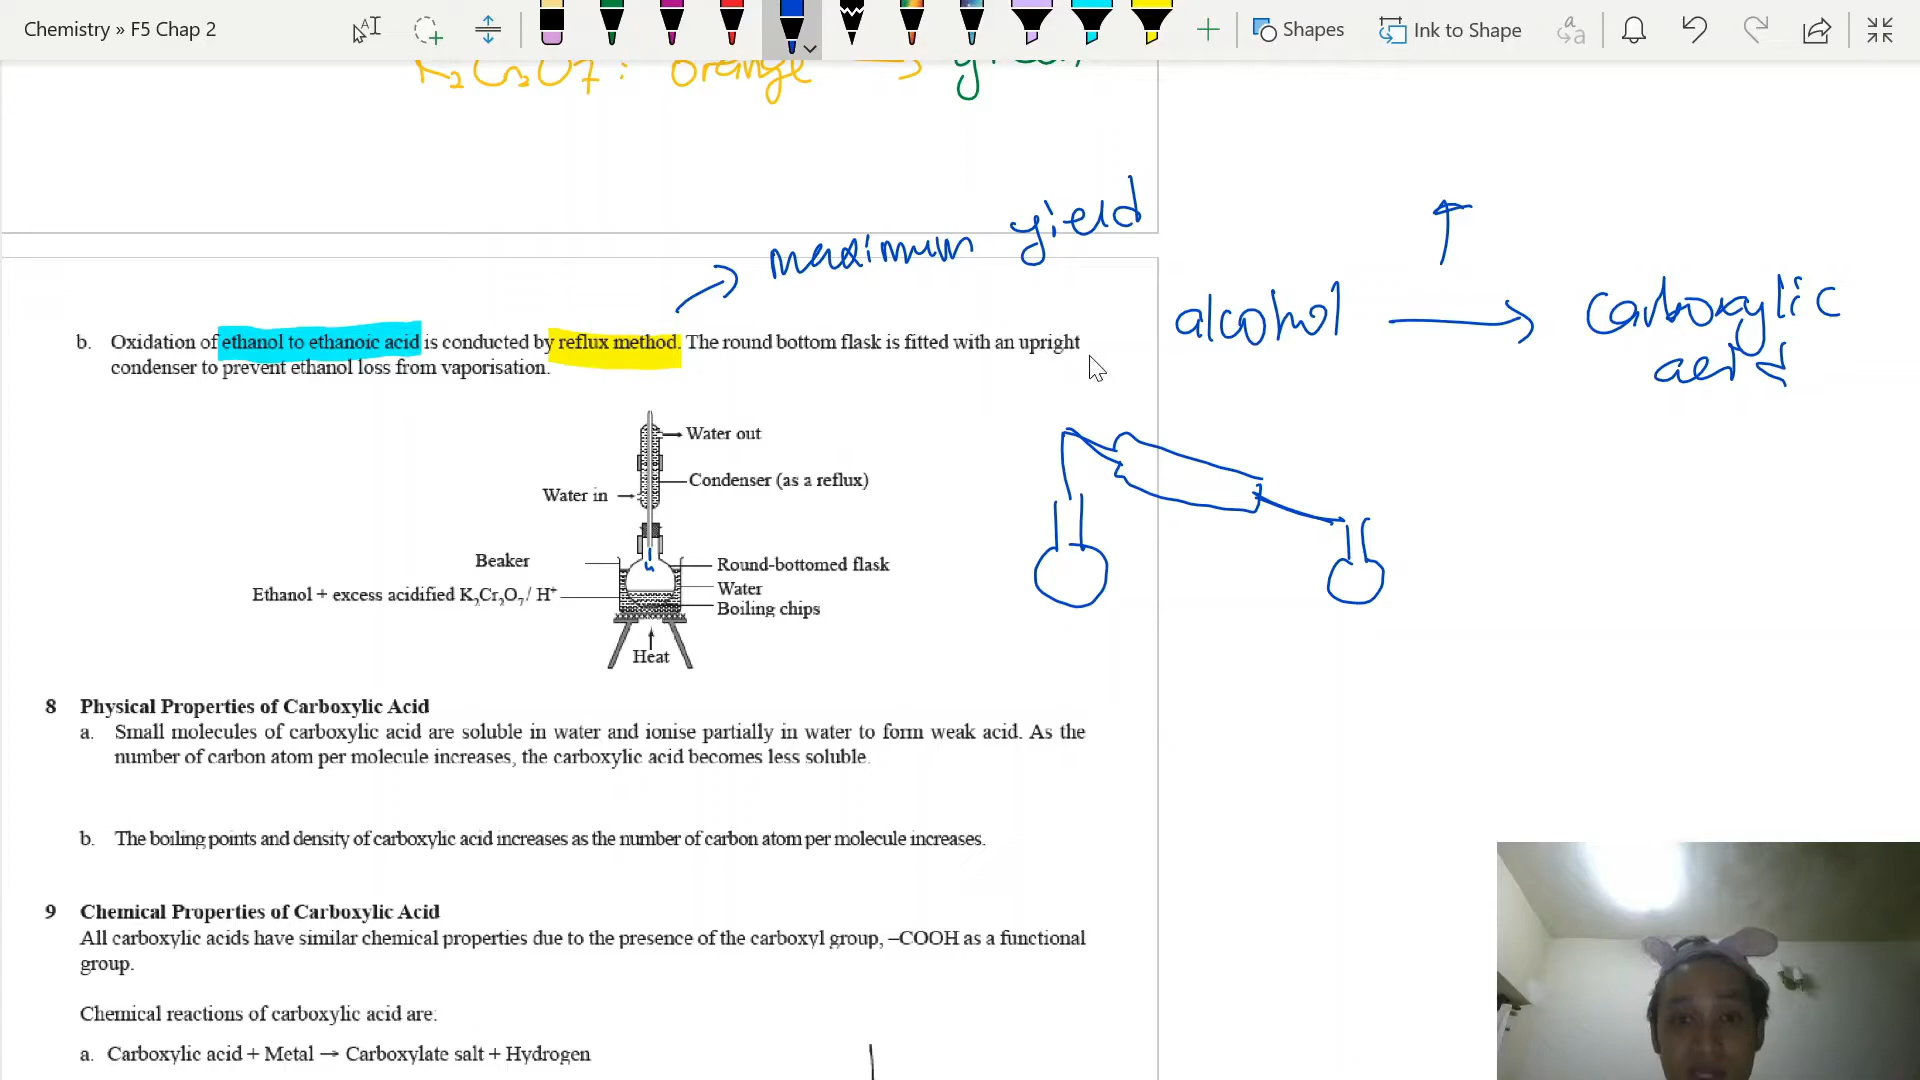 Chemistry » F5 Chap 2
Shapes
Ink to Shape
K2Cr2O7 : orange → green
maximum yield
alcohol → carboxylic
acid
b. Oxidation of ethanol to ethanoic acid is conducted by reflux method. The round bottom flask is fitted with an upright
condenser to prevent ethanol loss from vaporisation.
Water out
Condenser (as a reflux)
Water in
Beaker
Round-bottomed flask
Water
Ethanol + excess acidified K2Cr2O7/ H+
Boiling chips
Heat
8 Physical Properties of Carboxylic Acid
a. Small molecules of carboxylic acid are soluble in water and ionise partially in water to form weak acid. As the
number of carbon atom per molecule increases, the carboxylic acid becomes less soluble.
b. The boiling points and density of carboxylic acid increases as the number of carbon atom per molecule increases.
9 Chemical Properties of Carboxylic Acid
All carboxylic acids have similar chemical properties due to the presence of the carboxyl group, –COOH as a functional
group.
Chemical reactions of carboxylic acid are:
a. Carboxylic acid + Metal → Carboxylate salt + Hydrogen